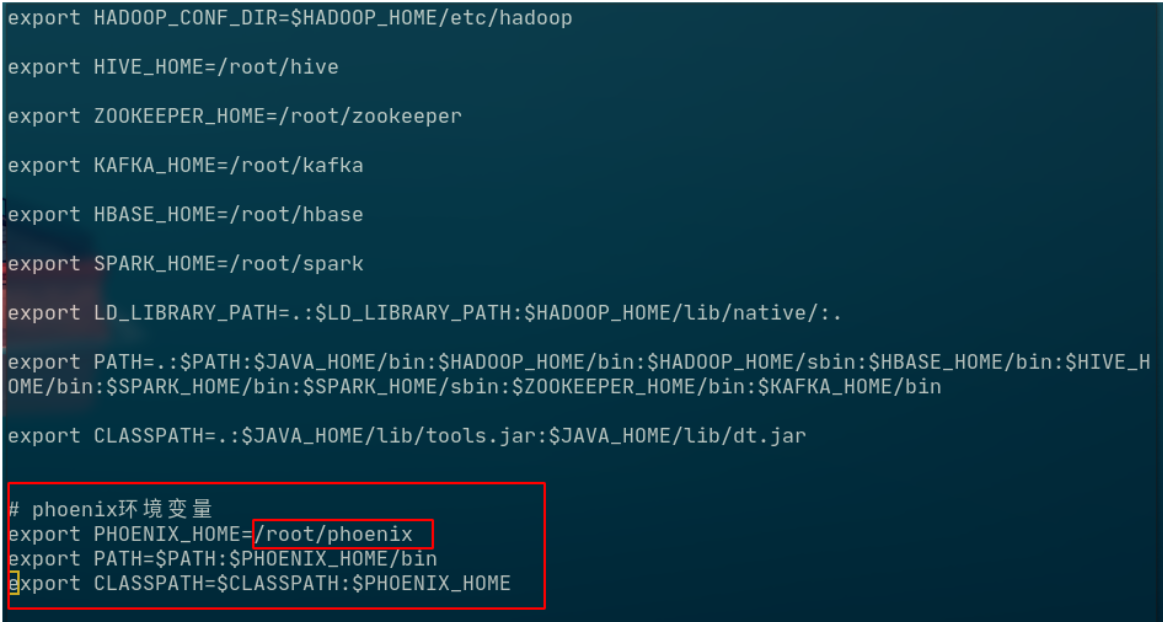 export HADOOP_CONF_DIR=$HADOOP_HOME/etc/hadoop
export HIVE_HOME=/root/hive
export ZOOKEEPER_HOME=/root/zookeeper
export KAFKA_HOME=/root/kafka
export HBASE_HOME=/root/hbase
export SPARK_HOME=/root/spark
export LD_LIBRARY_PATH=.:$LD_LIBRARY_PATH:$HADOOP_HOME/lib/native/:.
export PATH=.:$PATH:$JAVA_HOME/bin:$HADOOP_HOME/bin:$HADOOP_HOME/sbin:$HBASE_HOME/bin:$HIVE_H
OME/bin:$SPARK_HOME/bin:$SPARK_HOME/sbin:$ZOOKEEPER_HOME/bin:$KAFKA_HOME/bin
export CLASSPATH=.:$JAVA_HOME/lib/tools.jar:$JAVA_HOME/lib/dt.jar
# phoenix环境变量
export PHOENIX_HOME=/root/phoenix
export PATH=$PATH:$PHOENIX_HOME/bin
export CLASSPATH=$CLASSPATH:$PHOENIX_HOME